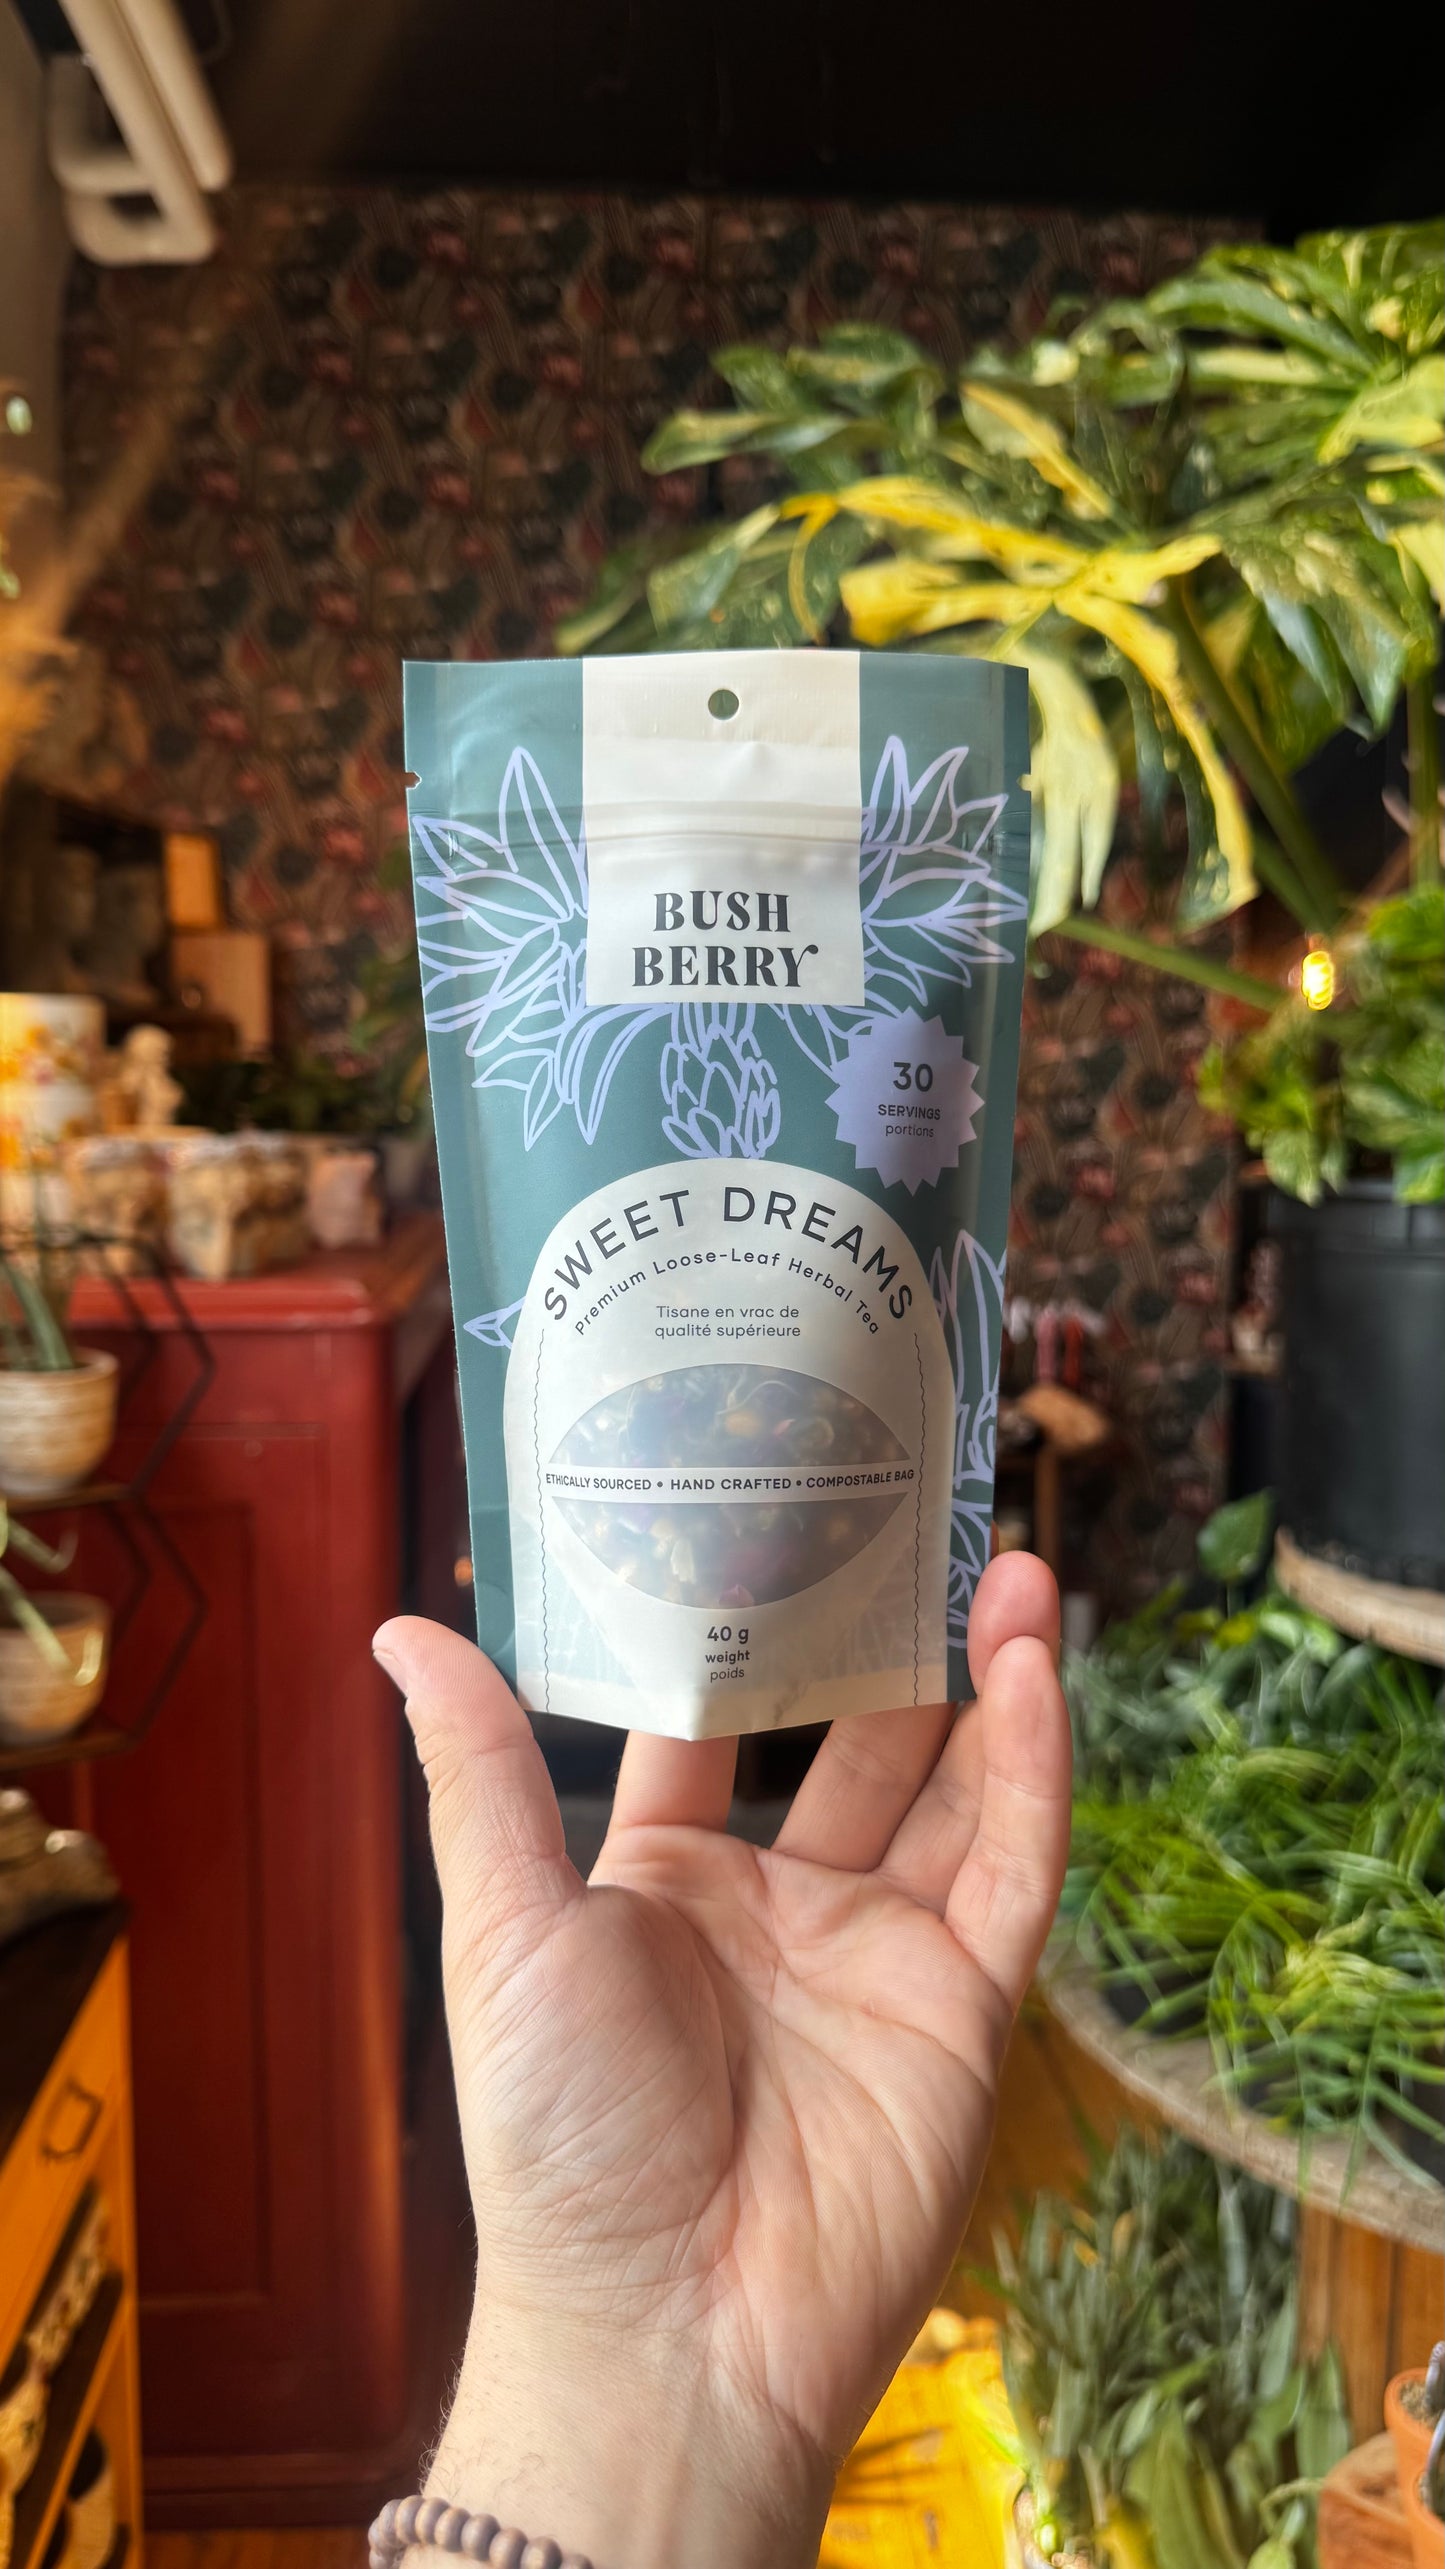 BUSH
BERRY
30
SERVINGS
portions
SWEET DREAMS
Premium Loose-Leaf Herbal Tea
Tisane en vrac de
qualité supérieure
ETHICALLY SOURCED • HAND CRAFTED • COMPOSTABLE BAG
40 g
weight
poids